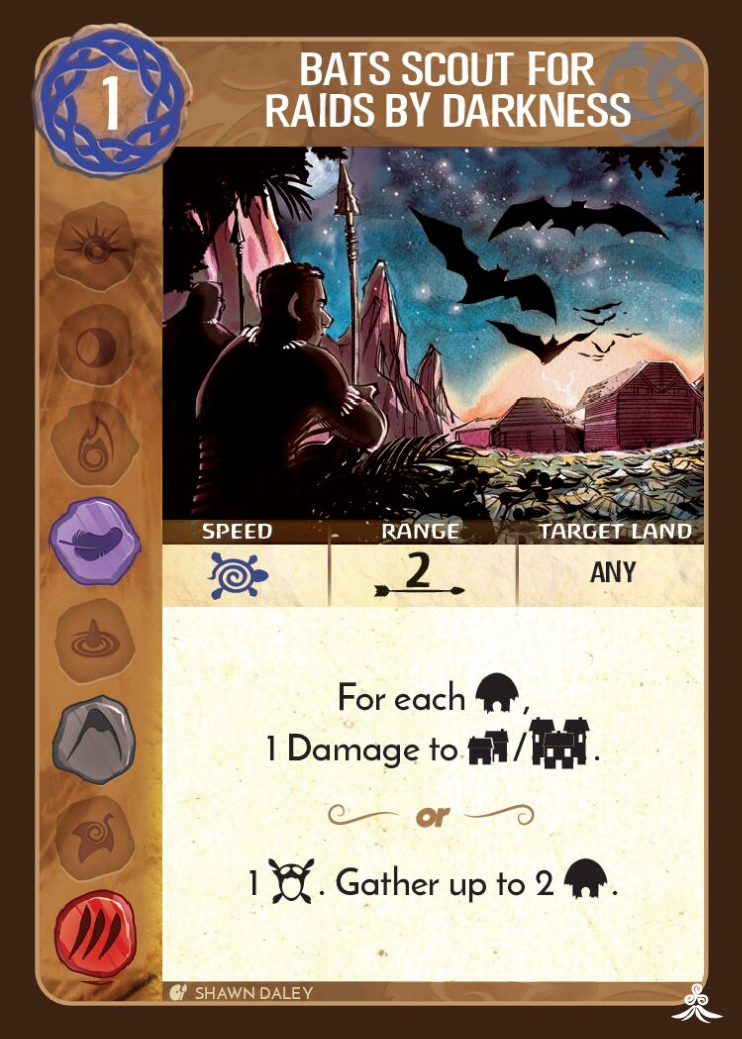 1
BATS SCOUT FOR
RAIDS BY DARKNESS
SPEED RANGE TARGET LAND
2 ANY
For each ,
1 Damage to / .
or
1 . Gather up to 2 .
SHAWN DALEY